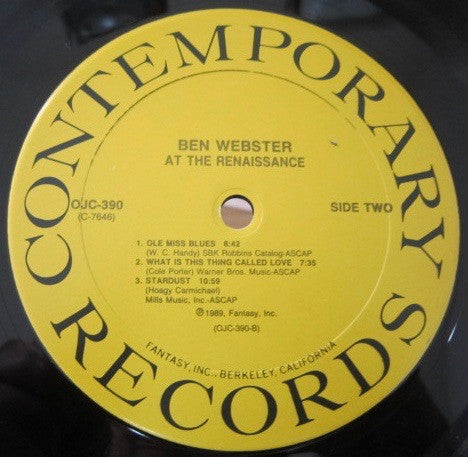 CONTEMPORARY
RECORDS
BEN WEBSTER
AT THE RENAISSANCE
OJC-390
(C-7646)
SIDE TWO
1. OLE MISS BLUES 6:42
(W. C. Handy) SBK Robbins Catalog-ASCAP
2. WHAT IS THIS THING CALLED LOVE 7:35
(Cole Porter) Warner Bros. Music-ASCAP
3. STARDUST 10:59
(Hoagy Carmichael)
Mills Music, Inc.-ASCAP
℗1989, Fantasy, Inc.
(OJC-390-B)
FANTASY, INC., BERKELEY, CALIFORNIA